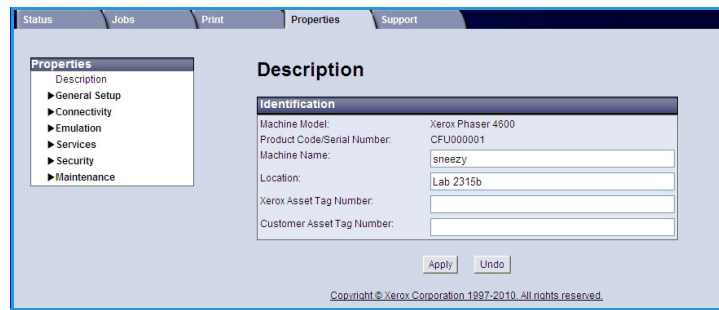 Status Jobs Print Properties Support
Properties
Description
General Setup
Connectivity
Emulation
Services
Security
Maintenance
Description
Identification
Machine Model: Xerox Phaser 4600
Product Code/Serial Number: CFU000001
Machine Name: sneezy
Location: Lab 2315b
Xerox Asset Tag Number:
Customer Asset Tag Number:
Apply Undo
Copyright © Xerox Corporation 1997-2010. All rights reserved.